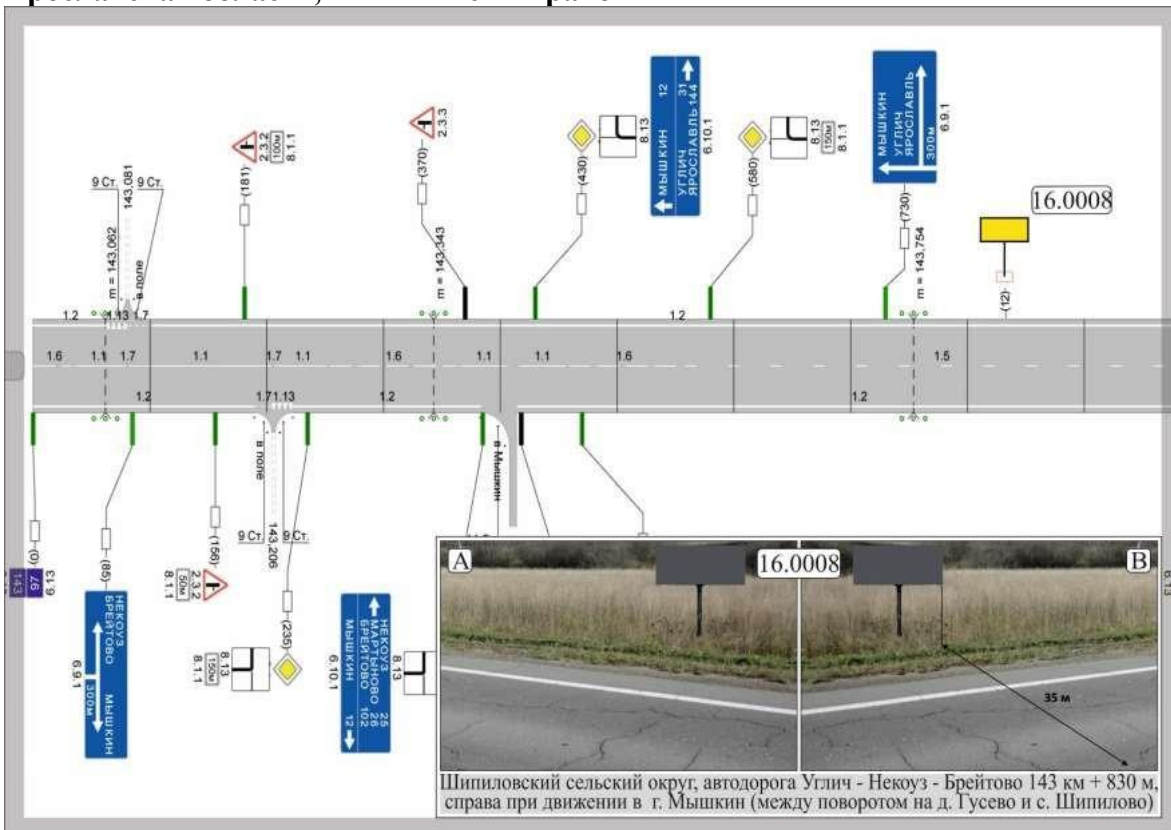 МЫШКИН 12
УГЛИЧ 31
ЯРОСЛАВЛЬ 144
6.10.1
МЫШКИН
УГЛИЧ
ЯРОСЛАВЛЬ
300м
6.9.1
2.3.2
100м
8.1.1
2.3.3
8.13
8.13
150м
8.1.1
16.0008
9 Ст.
143,081
9 Ст.
(181)
(370)
(430)
(580)
(730)
(12)
m = 143,062
в поле
m = 143,343
m = 143,754
1.2
1.13
1.7
1.2
1.6
1.1
1.7
1.1
1.7
1.1
1.6
1.1
1.1
1.6
1.5
1.2
1.7
1.13
1.2
1.2
в поле
в Мышкин
(0)
(85)
(156)
9 Ст.
143,206
9 Ст.
(235)
143
97
6.13
НЕКОУЗ
БРЕЙТОВО
МЫШКИН
300м
6.9.1
2.3.2
50м
8.1.1
8.13
150м
8.1.1
НЕКОУЗ 25
МАРТЫНОВО 26
БРЕЙТОВО 102
МЫШКИН 12
6.10.1
8.13
6.13
A
16.0008
B
35 м
Шипиловский сельский округ, автодорога Углич - Некоуз - Брейтово 143 км + 830 м,
справа при движении в г. Мышкин (между поворотом на д. Гусево и с. Шипилово)